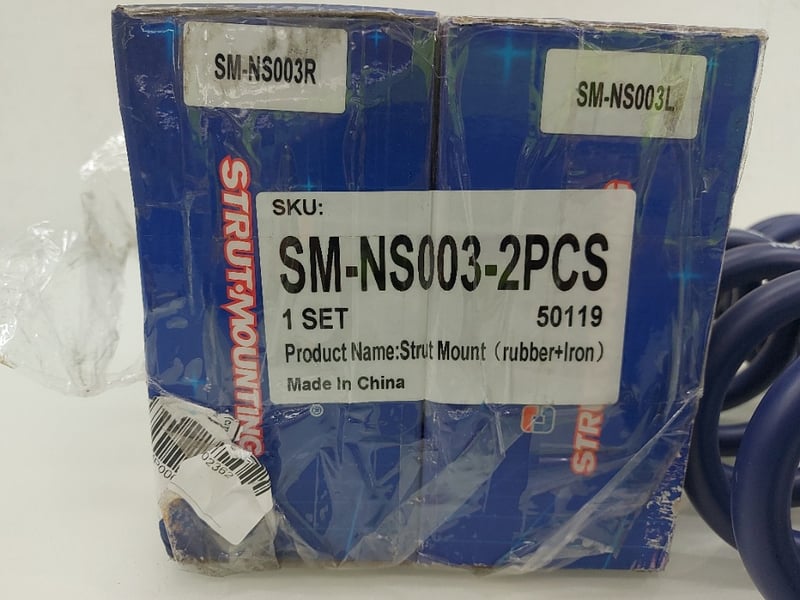 SM-NS003R
SM-NS003L
STRUT-MOUNTING
SKU:
SM-NS003-2PCS
1 SET 50119
Product Name:Strut Mount（rubber+Iron）
Made In China
®
02362